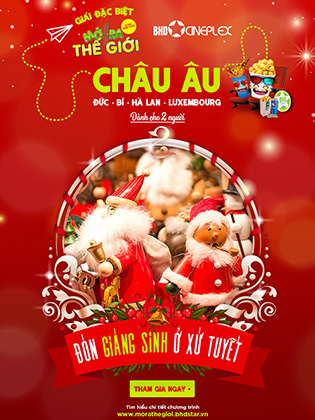 GIẢI ĐẶC BIỆT
MỞ RA
THẾ GIỚI
BHD CINEPLEX
CHÂU ÂU
ĐỨC · BỈ · HÀ LAN · LUXEMBOURG
Dành cho 2 người
ĐÓN GIÁNG SINH Ở XỨ TUYẾT
THAM GIA NGAY ▸
Tìm hiểu chi tiết chương trình
www.morathegioi.bhdstar.vn